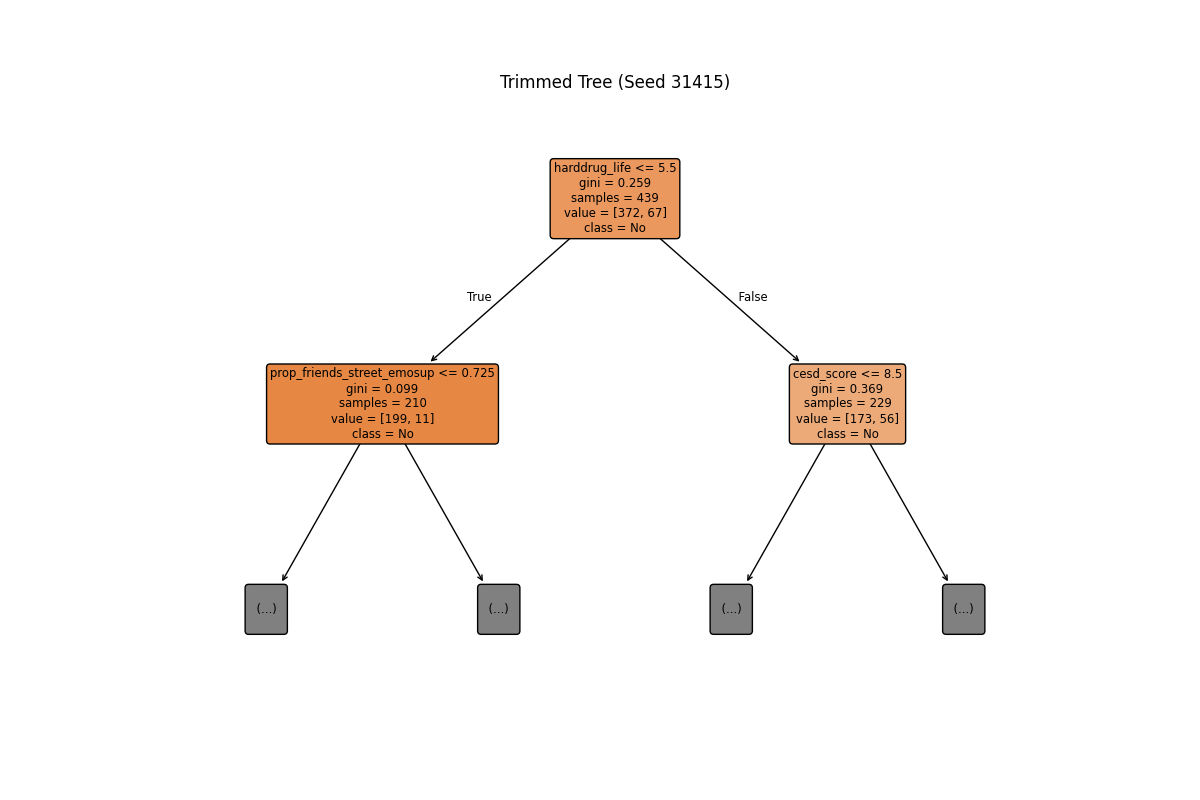 Trimmed Tree (Seed 31415)
harddrug_life <= 5.5
gini = 0.259
samples = 439
value = [372, 67]
class = No
True
False
prop_friends_street_emosup <= 0.725
gini = 0.099
samples = 210
value = [199, 11]
class = No
cesd_score <= 8.5
gini = 0.369
samples = 229
value = [173, 56]
class = No
(...)
(...)
(...)
(...)